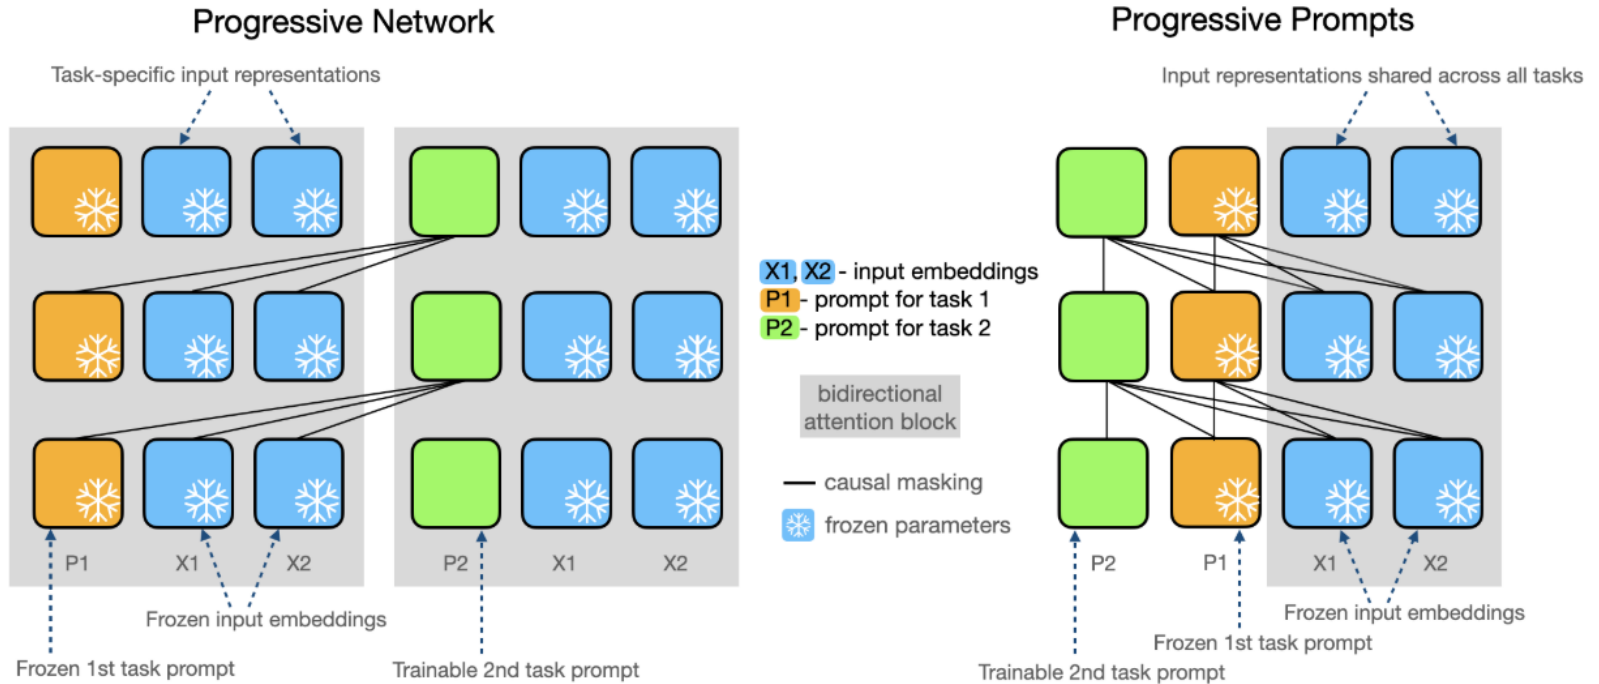 Progressive Network
Task-specific input representations
P1 X1 X2
P2 X1 X2
Frozen input embeddings
Frozen 1st task prompt
Trainable 2nd task prompt
X1, X2 - input embeddings
P1 - prompt for task 1
P2 - prompt for task 2
bidirectional
attention block
causal masking
frozen parameters
Progressive Prompts
Input representations shared across all tasks
P2 P1 X1 X2
Frozen input embeddings
Frozen 1st task prompt
Trainable 2nd task prompt